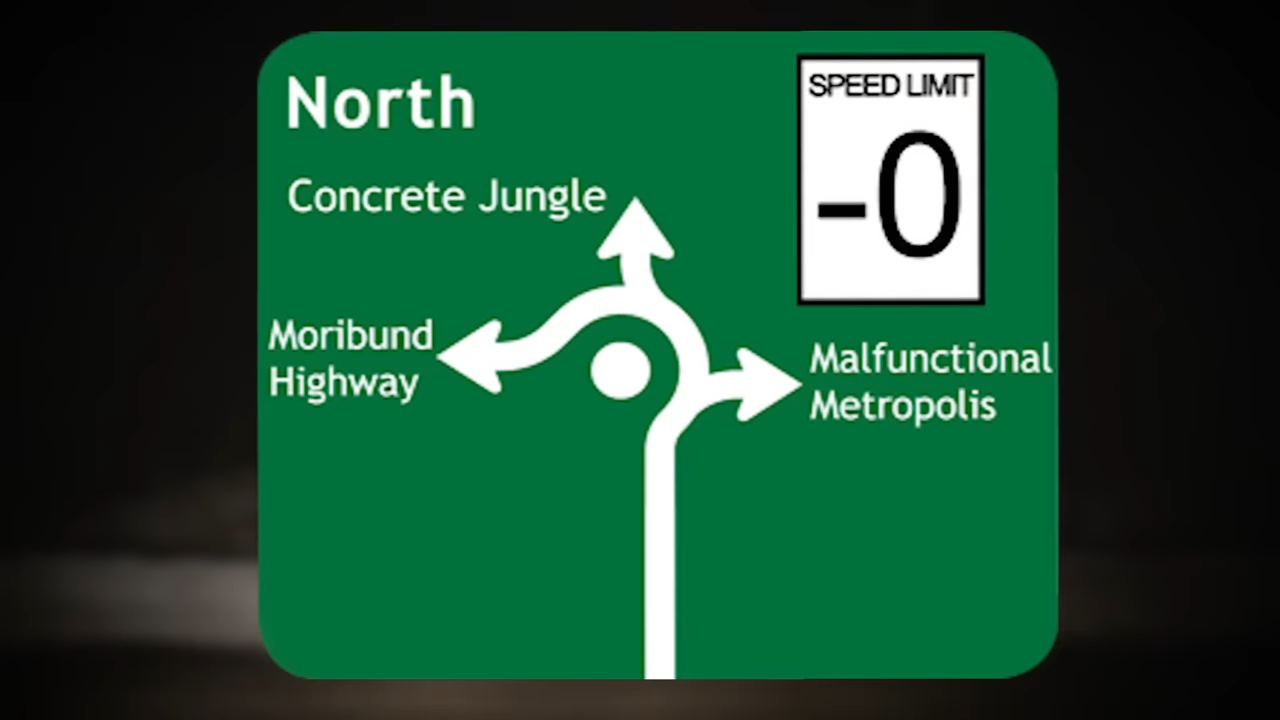 North
SPEED LIMIT
-0
Concrete Jungle
Moribund
Highway
Malfunctional
Metropolis